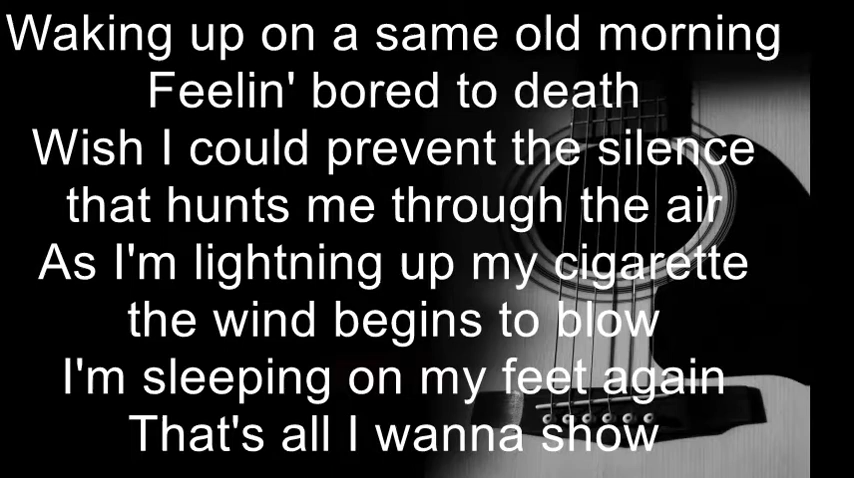 Waking up on a same old morning
Feelin' bored to death
Wish I could prevent the silence
that hunts me through the air
As I'm lightning up my cigarette
the wind begins to blow
I'm sleeping on my feet again
That's all I wanna show